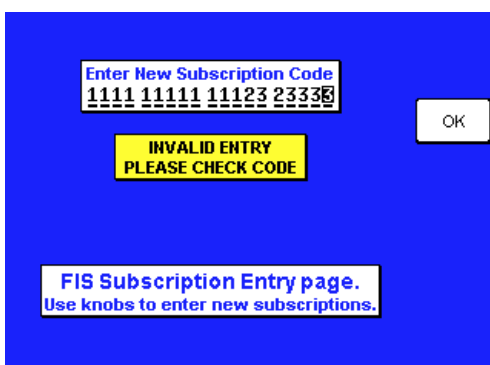 Enter New Subscription Code
1111 11111 11123 23333
OK
INVALID ENTRY
PLEASE CHECK CODE
FIS Subscription Entry page.
Use knobs to enter new subscriptions.